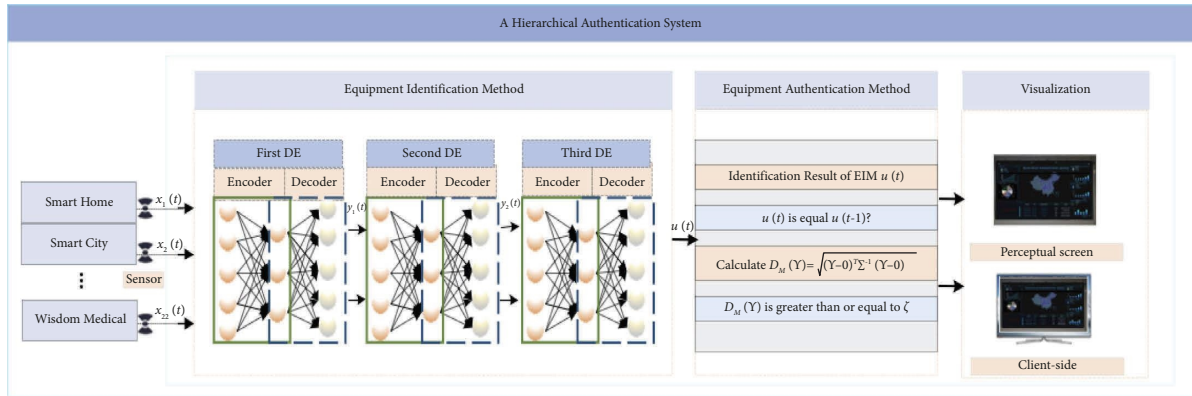 A Hierarchical Authentication System
Equipment Identification Method
Equipment Authentication Method
Visualization
First DE
Second DE
Third DE
Encoder
Decoder
Encoder
Decoder
Encoder
Decoder
Smart Home
x₁ (t)
Smart City
x₂ (t)
Sensor
Wisdom Medical
x₂₂ (t)
y₁(t)
y₂(t)
u (t)
Identification Result of EIM u (t)
u (t) is equal u (t-1)?
Calculate D_M (Υ)=√(Υ−0)ᵀΣ⁻¹ (Υ−0)
D_M (Υ) is greater than or equal to ζ
Perceptual screen
Client-side